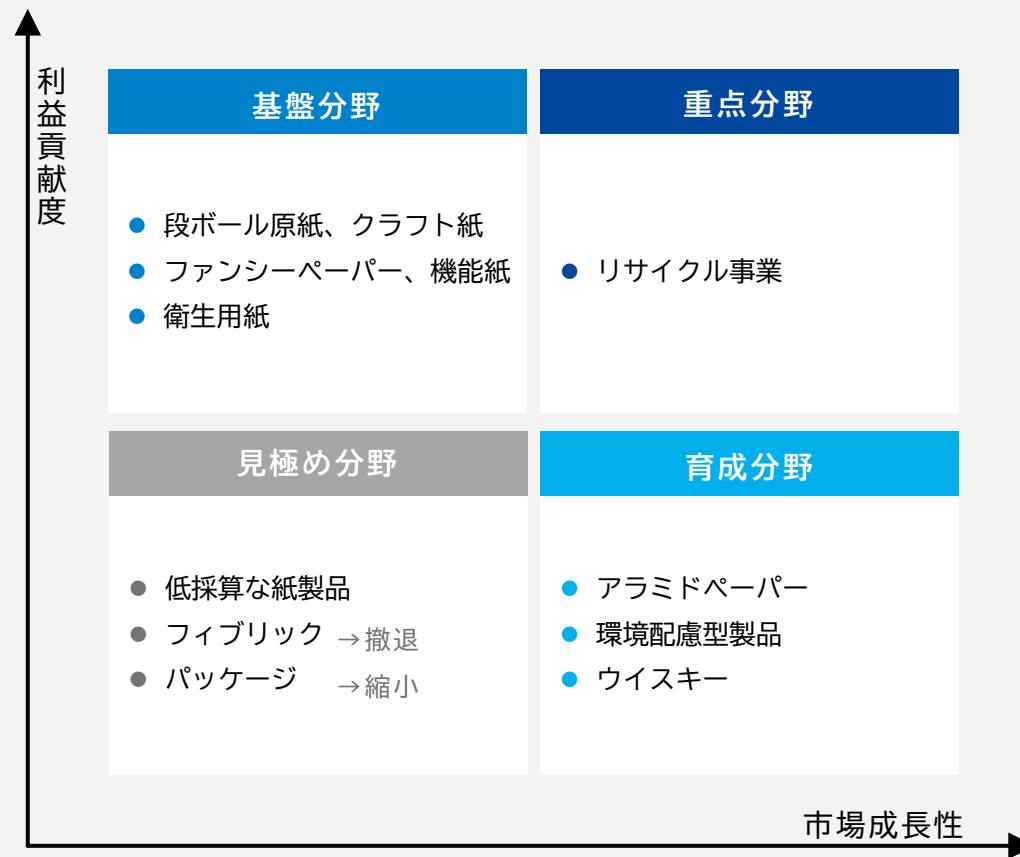 利益貢献度
基盤分野
段ボール原紙、クラフト紙
ファンシーペーパー、機能紙
衛生用紙
重点分野
リサイクル事業
見極め分野
低採算な紙製品
フィブリック →撤退
パッケージ →縮小
育成分野
アラミドペーパー
環境配慮型製品
ウイスキー
市場成長性